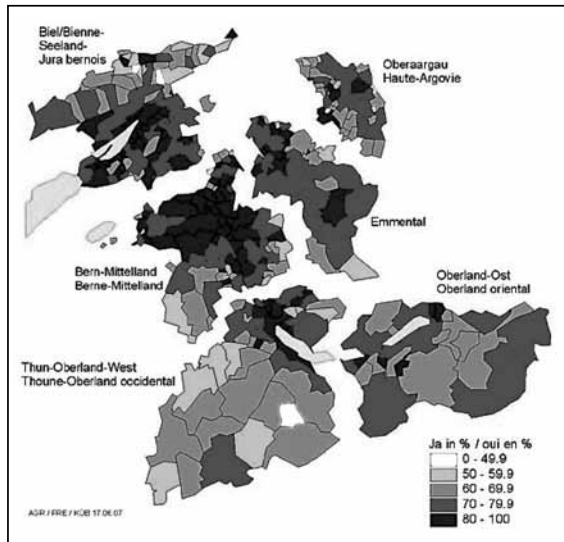 Biel/Bienne-
Seeland-
Jura bernois
Oberaargau
Haute-Argovie
Emmental
Bern-Mittelland
Berne-Mittelland
Oberland-Ost
Oberland oriental
Thun-Oberland-West
Thoune-Oberland occidental
Ja in % / oui en %
0 - 49.9
50 - 59.9
60 - 69.9
70 - 79.9
80 - 100
AGR / FRE / KÜB 17.06.07